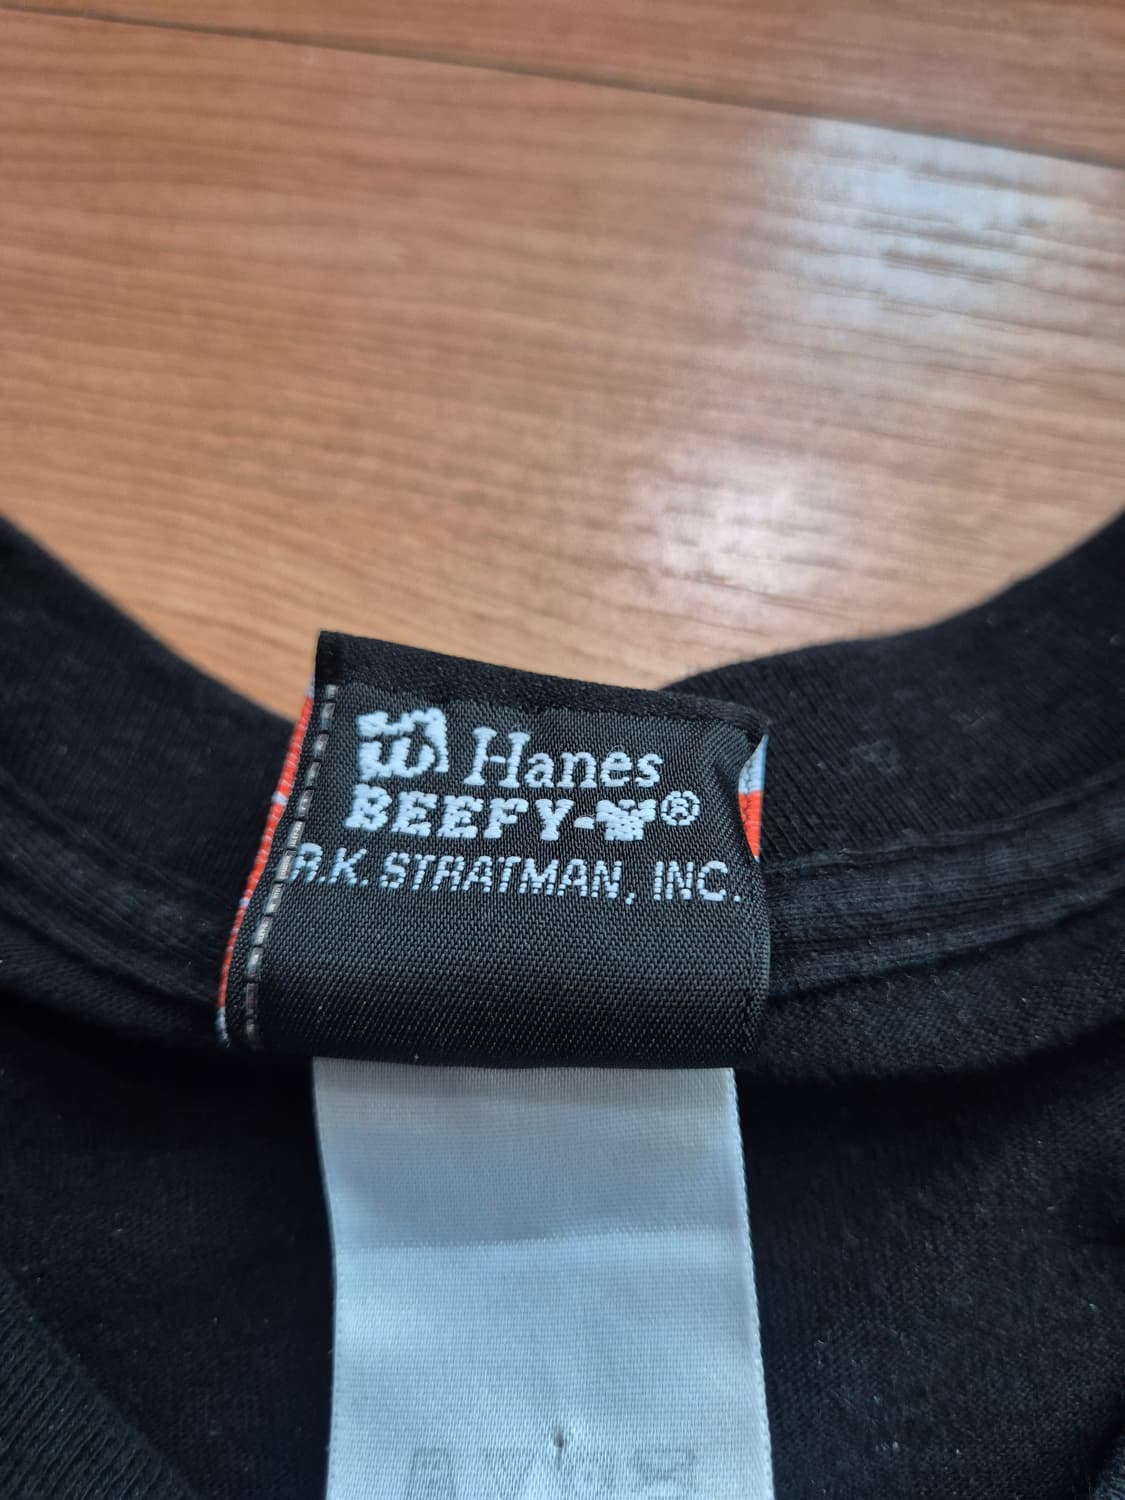 Hanes
BEEFY-T®
R.K. STRATMAN, INC.